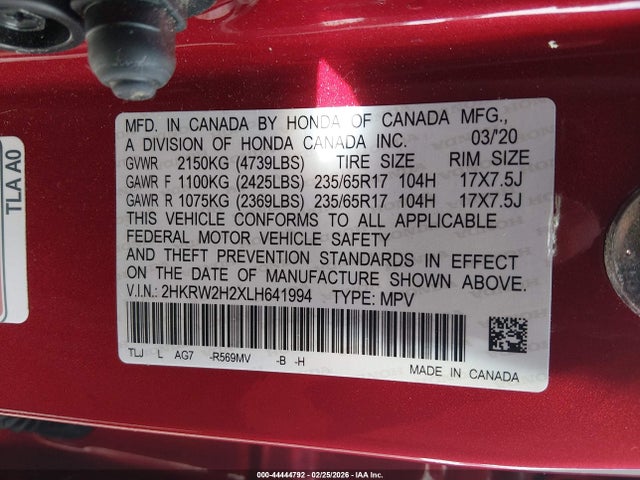 TLA A0
MFD. IN CANADA BY HONDA OF CANADA MFG.,
A DIVISION OF HONDA CANADA INC. 03/'20
GVWR 2150KG (4739LBS) TIRE SIZE RIM SIZE
GAWR F 1100KG (2425LBS) 235/65R17 104H 17X7.5J
GAWR R 1075KG (2369LBS) 235/65R17 104H 17X7.5J
THIS VEHICLE CONFORMS TO ALL APPLICABLE
FEDERAL MOTOR VEHICLE SAFETY
AND THEFT PREVENTION STANDARDS IN EFFECT
ON THE DATE OF MANUFACTURE SHOWN ABOVE.
V.I.N.: 2HKRW2H2XLH641994 TYPE: MPV
TLJ L AG7 -R569MV -B -H
MADE IN CANADA
000-44444792 - 02/25/2026 - IAA Inc.